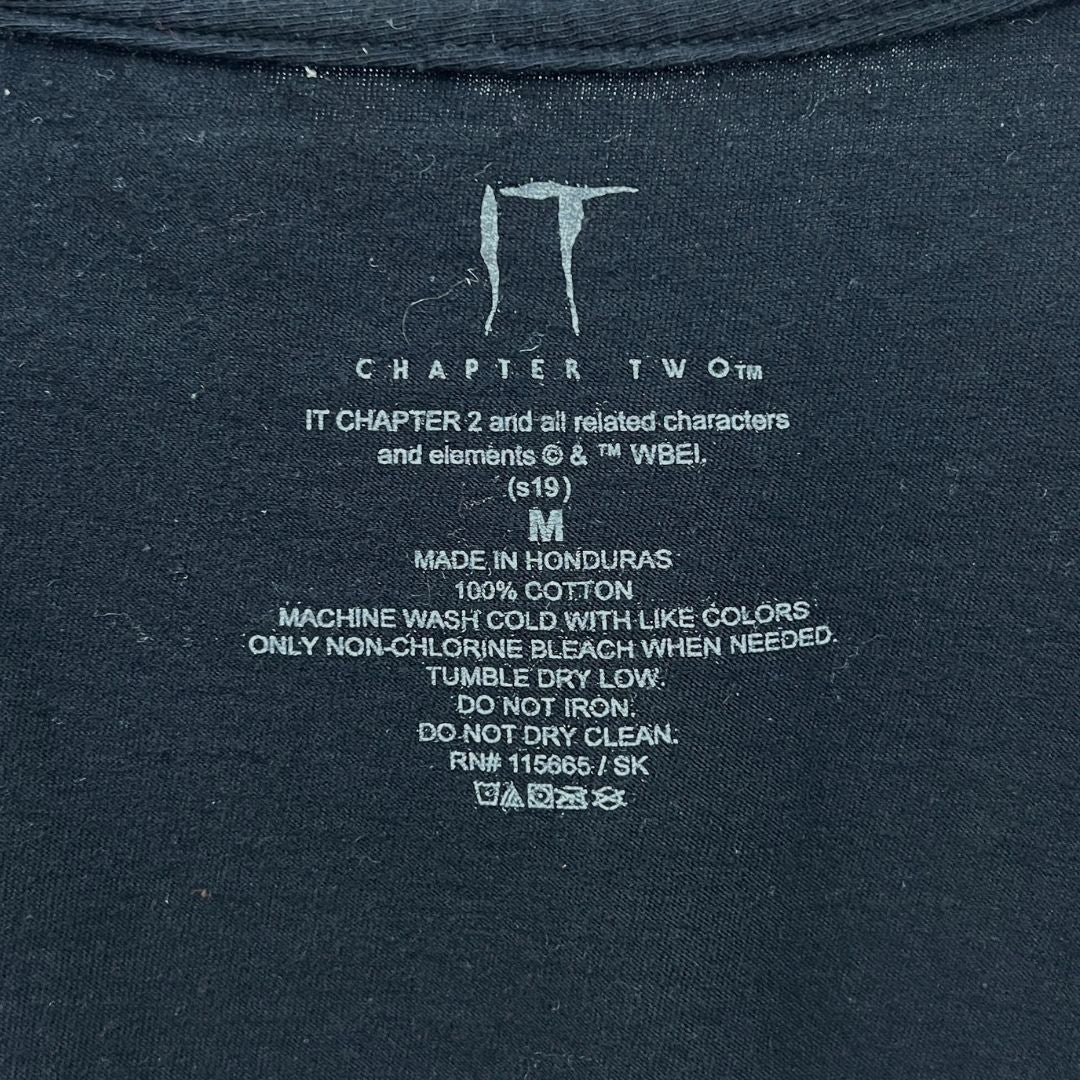 IT
CHAPTER TWO™
IT CHAPTER 2 and all related characters
and elements © & ™ WBEI.
(s19)
M
MADE IN HONDURAS
100% COTTON
MACHINE WASH COLD WITH LIKE COLORS
ONLY NON-CHLORINE BLEACH WHEN NEEDED.
TUMBLE DRY LOW.
DO NOT IRON.
DO NOT DRY CLEAN.
RN# 115665 / SK